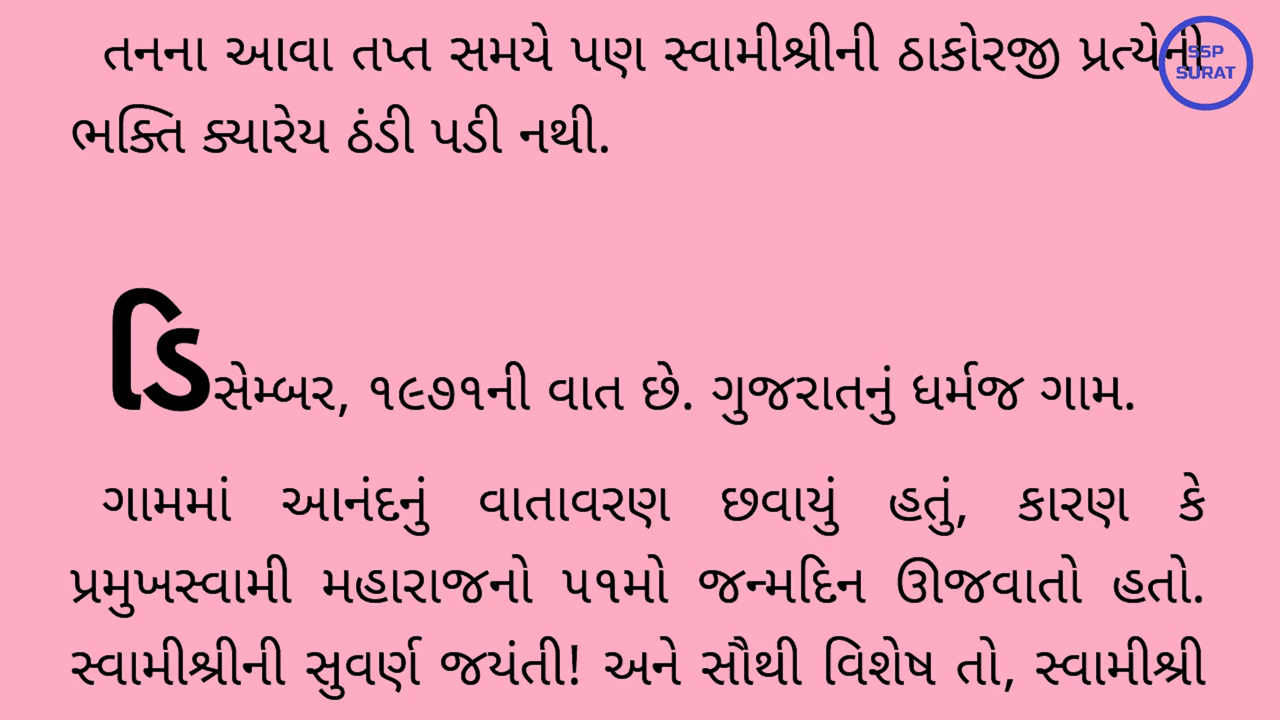 તનના આવા તપ્ત સમયે પણ સ્વામીશ્રીની ઠાકોરજી પ્રત્યેની
SSP
SURAT
ભક્તિ ક્યારેય ઠંડી પડી નથી.
ડિસેમ્બર, ૧૯૭૧ની વાત છે. ગુજરાતનું ધર્મજ ગામ.
ગામમાં આનંદનું વાતાવરણ છવાયું હતું, કારણ કે
પ્રમુખસ્વામી મહારાજનો ૫૧મો જન્મદિન ઊજવાતો હતો.
સ્વામીશ્રીની સુવર્ણ જયંતી! અને સૌથી વિશેષ તો, સ્વામીશ્રી